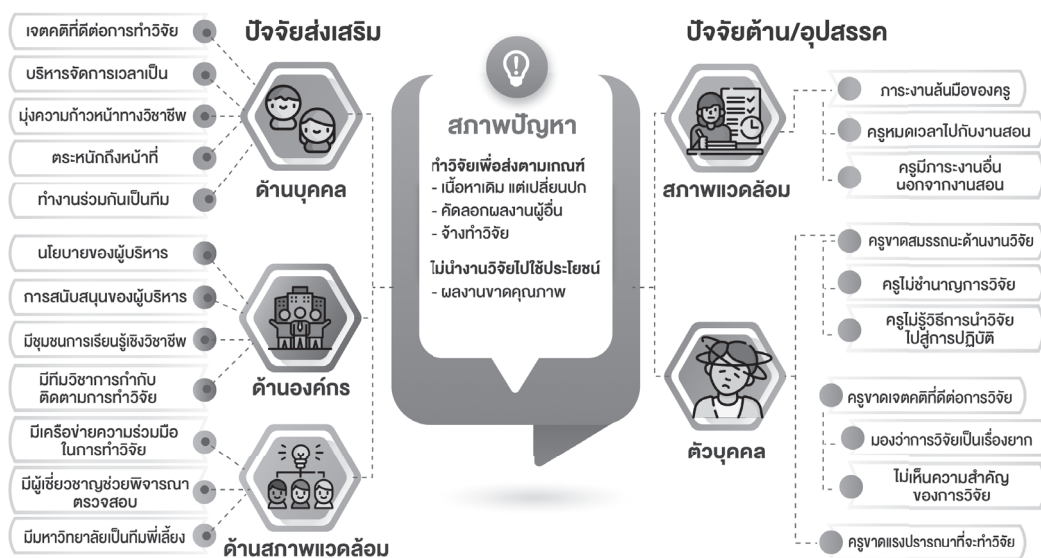 ปัจจัยส่งเสริม
เจตคติที่ดีต่อการทำวิจัย
บริหารจัดการเวลาเป็น
มุ่งความก้าวหน้าทางวิชาชีพ
ตระหนักถึงหน้าที่
ทำงานร่วมกันเป็นทีม
ด้านบุคคล
นโยบายของผู้บริหาร
การสนับสนุนของผู้บริหาร
มีชุมชนการเรียนรู้เชิงวิชาชีพ
มีทีมวิชาการกำกับ
ติดตามการทำวิจัย
ด้านองค์กร
มีเครือข่ายความร่วมมือ
ในการทำวิจัย
มีผู้เชี่ยวชาญช่วยพิจารณา
ตรวจสอบ
มีมหาวิทยาลัยเป็นทีมพี่เลี้ยง
ด้านสภาพแวดล้อม
สภาพปัญหา
ทำวิจัยเพื่อส่งตามเกณฑ์
- เนื้อหาเดิม แต่เปลี่ยนปก
- คัดลอกผลงานผู้อื่น
- จ้างทำวิจัย
ไม่นำงานวิจัยไปใช้ประโยชน์
- ผลงานขาดคุณภาพ
ปัจจัยต้าน/อุปสรรค
สภาพแวดล้อม
ภาระงานล้นมือของครู
ครูหมดเวลาไปกับงานสอน
ครูมีภาระงานอื่น
นอกจากงานสอน
ตัวบุคคล
ครูขาดสมรรถนะด้านงานวิจัย
ครูไม่ชำนาญการวิจัย
ครูไม่รู้วิธีการนำวิจัย
ไปสู่การปฏิบัติ
ครูขาดเจตคติที่ดีต่อการวิจัย
มองว่าการวิจัยเป็นเรื่องยาก
ไม่เห็นความสำคัญ
ของการวิจัย
ครูขาดแรงปรารถนาที่จะทำวิจัย